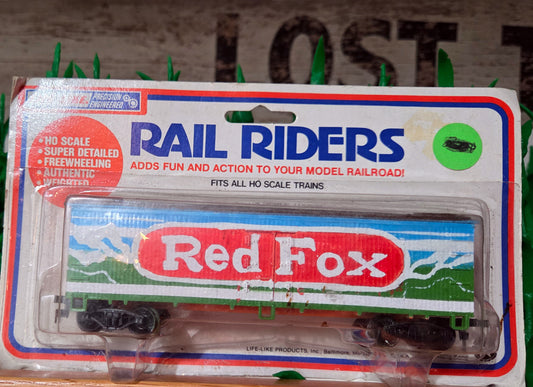 LOST
PRECISION
ENGINEERED
RAIL RIDERS
ADDS FUN AND ACTION TO YOUR MODEL RAILROAD!
FITS ALL HO SCALE TRAINS
•HO SCALE
•SUPER DETAILED
•FREEWHEELING
•AUTHENTIC
WEIGHTED
Red Fox
LIFE-LIKE PRODUCTS, Inc., Baltimore,